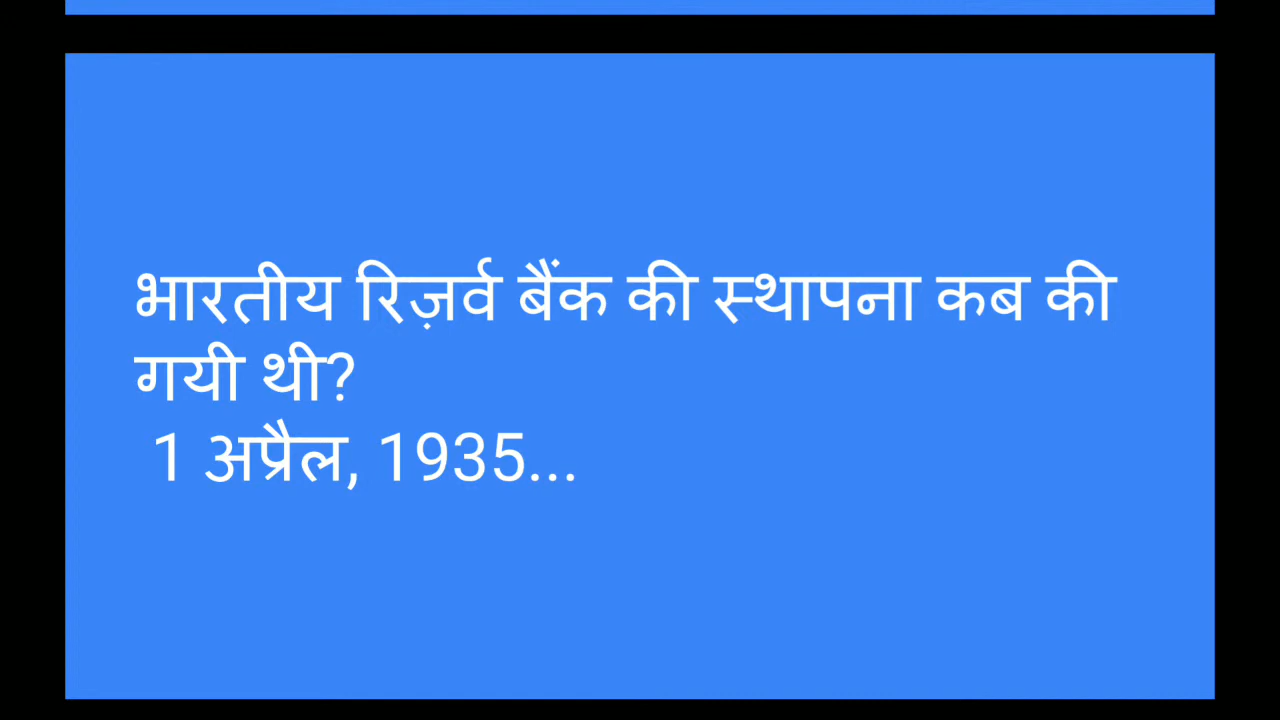 भारतीय रिज़र्व बैंक की स्थापना कब की
गयी थी?
1 अप्रैल, 1935...